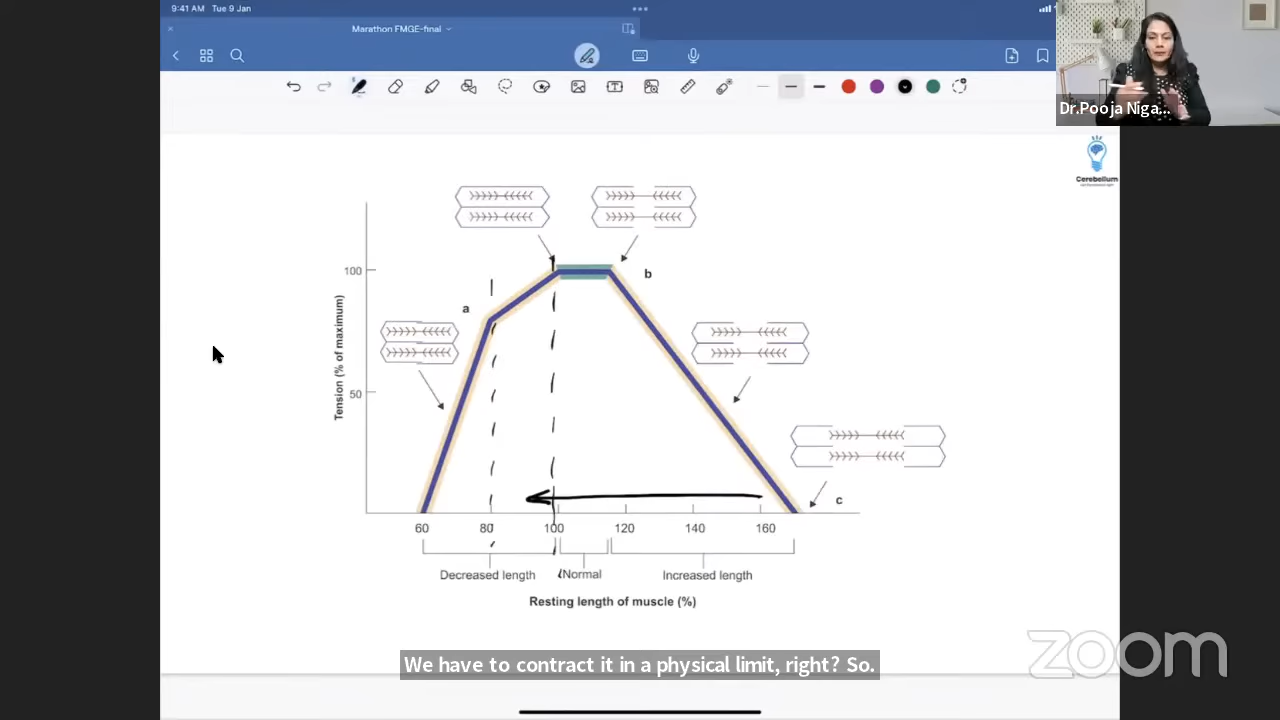 9:41 AM Tue 9 Jan
Marathon FMGE-final
Dr.Pooja Niga...
Cerebellum
100
a
b
50
c
Tension (% of maximum)
60 80 100 120 140 160
Decreased length Normal Increased length
Resting length of muscle (%)
We have to contract it in a physical limit, right? So.
zoom